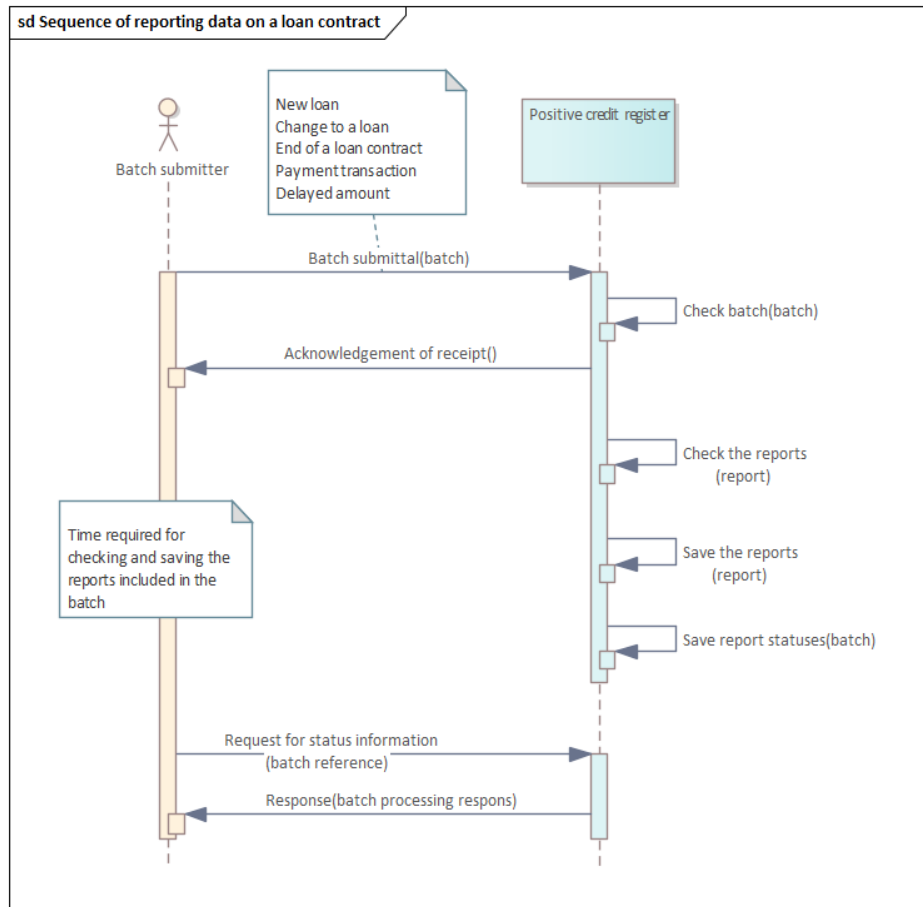 sd Sequence of reporting data on a loan contract
New loan
Change to a loan
End of a loan contract
Payment transaction
Delayed amount
Positive credit register
Batch submitter
Batch submittal(batch)
Check batch(batch)
Acknowledgement of receipt()
Check the reports
(report)
Time required for
checking and saving the
reports included in the
batch
Save the reports
(report)
Save report statuses(batch)
Request for status information
(batch reference)
Response(batch processing respons)